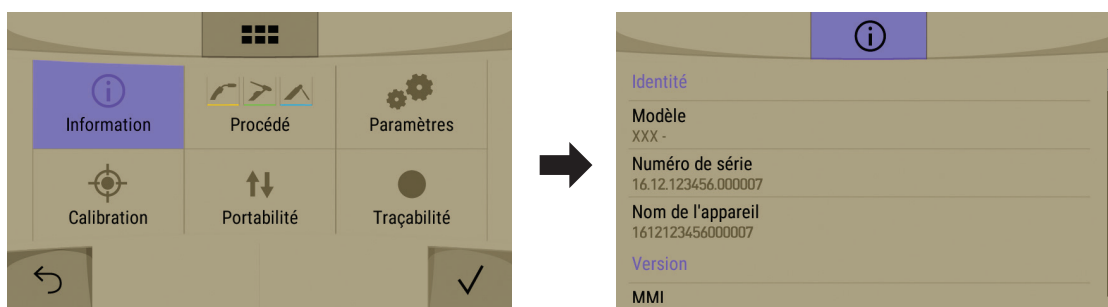 Information
Procédé
Paramètres
Calibration
Portabilité
Traçabilité
Identité
Modèle
XXX -
Numéro de série
16.12.123456.000007
Nom de l'appareil
1612123456000007
Version
MMI